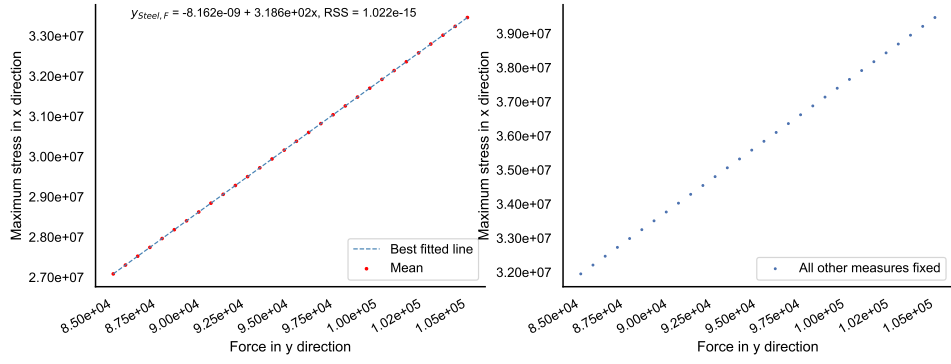 y_{Steel, F} = -8.162e-09 + 3.186e+02x, RSS = 1.022e-15
Maximum stress in x direction
3.30e+07
3.20e+07
3.10e+07
3.00e+07
2.90e+07
2.80e+07
2.70e+07
Best fitted line
Mean
8.50e+04
8.75e+04
9.00e+04
9.25e+04
9.50e+04
9.75e+04
1.00e+05
1.02e+05
1.05e+05
Force in y direction
Maximum stress in x direction
3.90e+07
3.80e+07
3.70e+07
3.60e+07
3.50e+07
3.40e+07
3.30e+07
3.20e+07
All other measures fixed
8.50e+04
8.75e+04
9.00e+04
9.25e+04
9.50e+04
9.75e+04
1.00e+05
1.02e+05
1.05e+05
Force in y direction